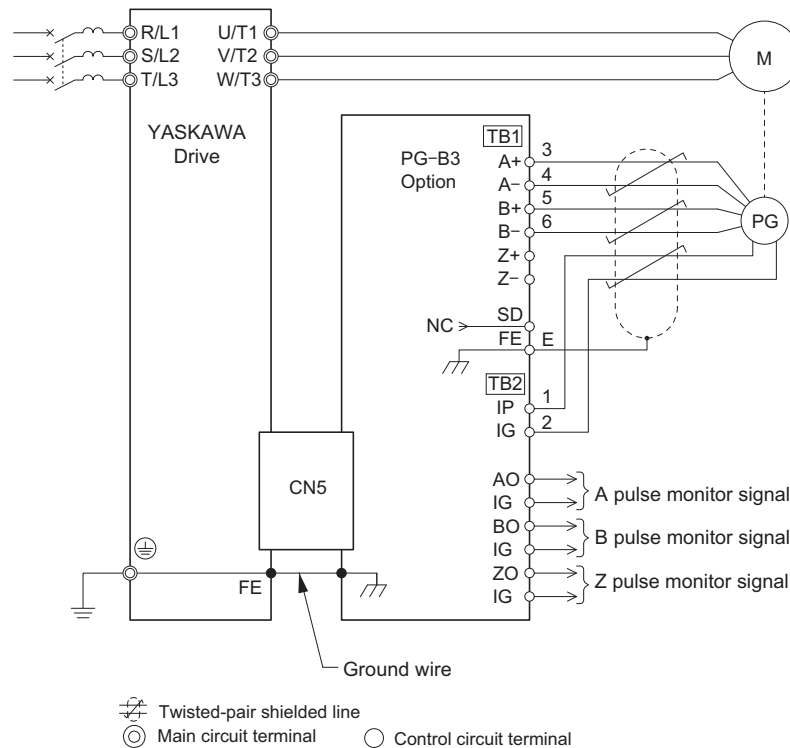 R/L1 U/T1
S/L2 V/T2
T/L3 W/T3
M
YASKAWA
Drive
PG-B3
Option
TB1
A+ 3
A- 4
B+ 5
B- 6
Z+
Z-
PG
NC SD
FE E
TB2
IP 1
IG 2
CN5
AO
IG
A pulse monitor signal
BO
IG
B pulse monitor signal
ZO
IG
Z pulse monitor signal
FE
Ground wire
Twisted-pair shielded line
Main circuit terminal Control circuit terminal